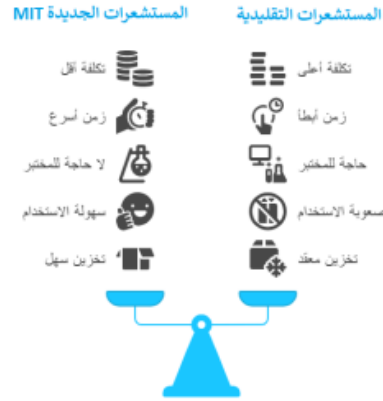 المستشعرات التقليدية
تكلفة أعلى
زمن أبطأ
حاجة للمختبر
صعوبة الاستخدام
تخزين معقد
المستشعرات الجديدة MIT
تكلفة أقل
زمن أسرع
لا حاجة للمختبر
سهولة الاستخدام
تخزين سهل